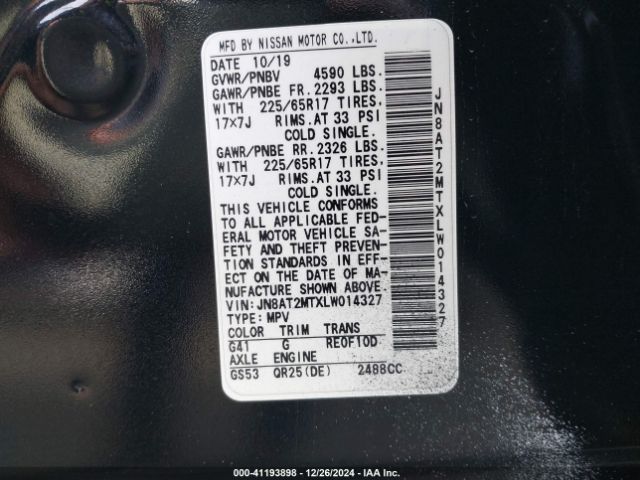 MFD BY NISSAN MOTOR CO.,LTD.
DATE 10/19
GVWR/PNBV 4590 LBS.
GAWR/PNBE FR. 2293 LBS.
WITH 225/65R17 TIRES,
17×7J RIMS.AT 33 PSI
COLD SINGLE.
GAWR/PNBE RR. 2326 LBS.
WITH 225/65R17 TIRES,
17×7J RIMS.AT 33 PSI
COLD SINGLE.
THIS VEHICLE CONFORMS
TO ALL APPLICABLE FED-
ERAL MOTOR VEHICLE SA-
FETY AND THEFT PREVEN-
TION STANDARDS IN EFF-
ECT ON THE DATE OF MA-
NUFACTURE SHOWN ABOVE.
VIN:JN8AT2MTXLW014327
TYPE:MPV
COLOR TRIM TRANS
G41 G RE0F10D
AXLE ENGINE
GS53 QR25(DE) 2488CC
JN8AT2MTXLW014327
000-41193898 - 12/26/2024 - IAA Inc.